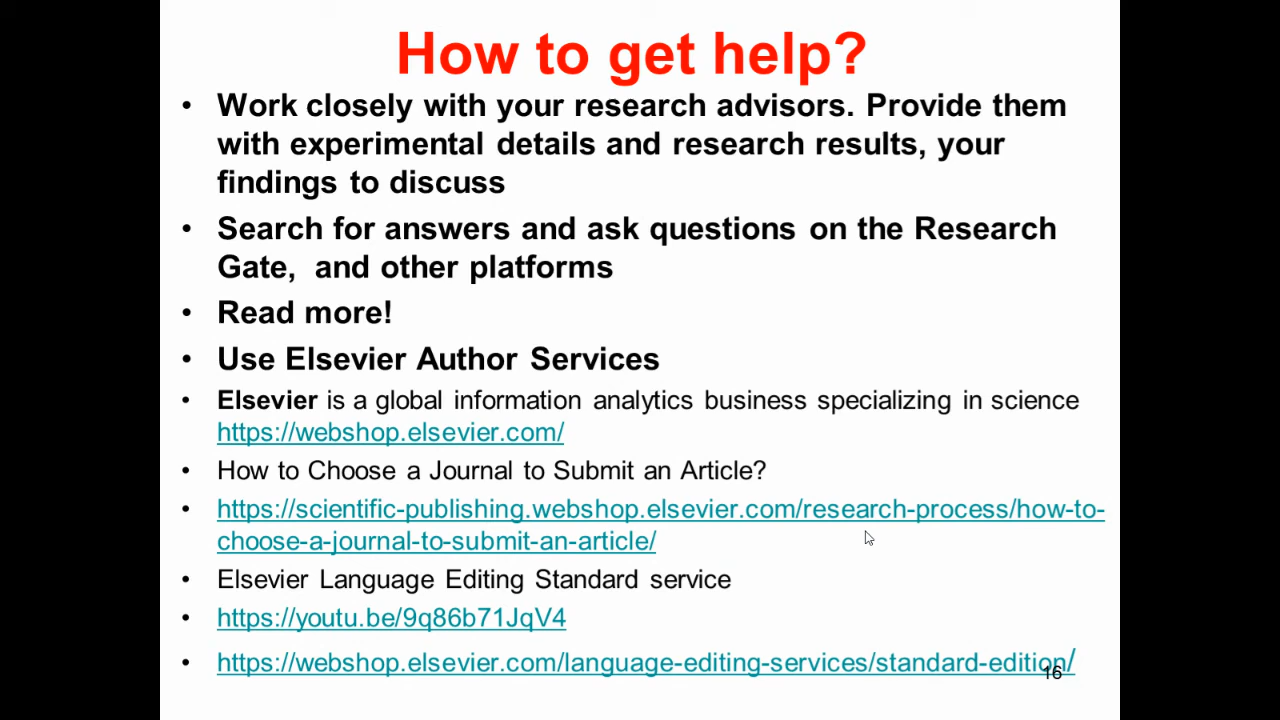 How to get help?
• Work closely with your research advisors. Provide them
with experimental details and research results, your
findings to discuss
• Search for answers and ask questions on the Research
Gate,  and other platforms
• Read more!
• Use Elsevier Author Services
• Elsevier is a global information analytics business specializing in science
https://webshop.elsevier.com/
• How to Choose a Journal to Submit an Article?
• https://scientific-publishing.webshop.elsevier.com/research-process/how-to-
choose-a-journal-to-submit-an-article/
• Elsevier Language Editing Standard service
• https://youtu.be/9q86b71JqV4
• https://webshop.elsevier.com/language-editing-services/standard-edition/
16